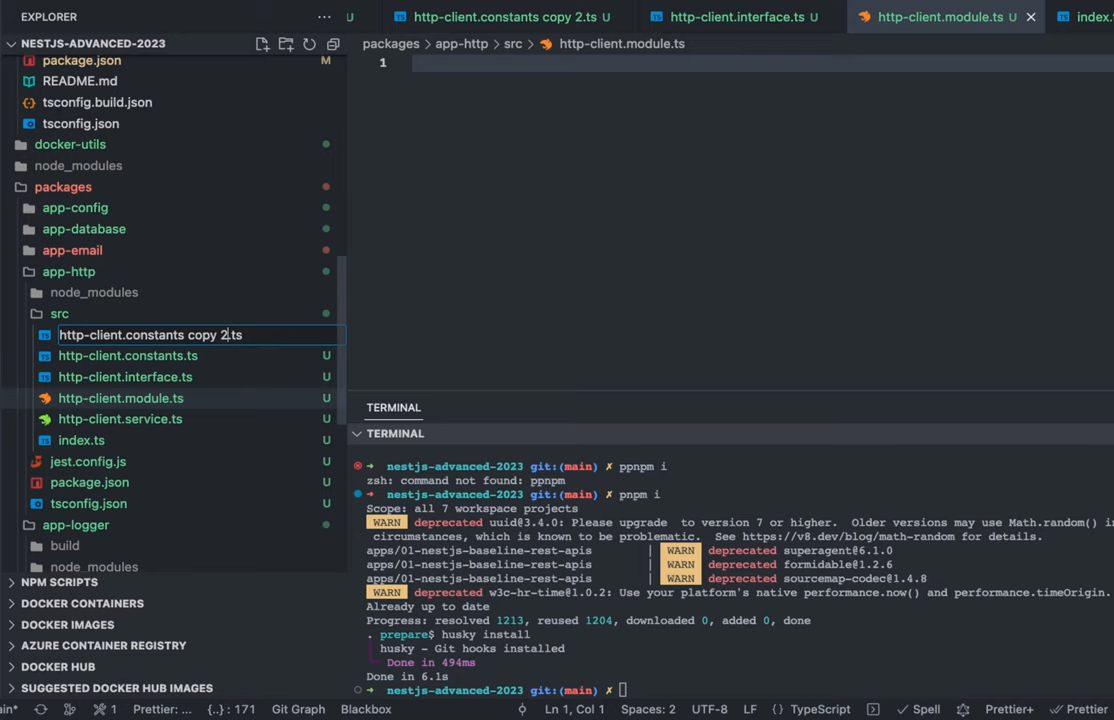 EXPLORER
NESTJS-ADVANCED-2023
package.json M
README.md
tsconfig.build.json
tsconfig.json
docker-utils
node_modules
packages
app-config
app-database
app-email
app-http
node_modules
src
http-client.constants copy 2.ts
http-client.constants.ts U
http-client.interface.ts U
http-client.module.ts U
http-client.service.ts U
index.ts U
jest.config.js U
package.json U
tsconfig.json U
app-logger
build
node_modules
NPM SCRIPTS
DOCKER CONTAINERS
DOCKER IMAGES
AZURE CONTAINER REGISTRY
DOCKER HUB
SUGGESTED DOCKER HUB IMAGES
U http-client.constants copy 2.ts U http-client.interface.ts U http-client.module.ts U index.
packages > app-http > src > http-client.module.ts
1
TERMINAL
TERMINAL
nestjs-advanced-2023 git:(main) ✗ ppnpm i
zsh: command not found: ppnpm
nestjs-advanced-2023 git:(main) ✗ pnpm i
Scope: all 7 workspace projects
WARN deprecated uuid@3.4.0: Please upgrade to version 7 or higher. Older versions may use Math.random() i
circumstances, which is known to be problematic. See https://v8.dev/blog/math-random for details.
apps/01-nestjs-baseline-rest-apis | WARN deprecated superagent@6.1.0
apps/01-nestjs-baseline-rest-apis | WARN deprecated formidable@1.2.6
apps/01-nestjs-baseline-rest-apis | WARN deprecated sourcemap-codec@1.4.8
WARN deprecated w3c-hr-time@1.0.2: Use your platform's native performance.now() and performance.timeOrigin.
Already up to date
Progress: resolved 1213, reused 1204, downloaded 0, added 0, done
. prepare$ husky install
husky - Git hooks installed
Done in 494ms
Done in 6.1s
nestjs-advanced-2023 git:(main) ✗
main* 1 Prettier: ... {..} : 171 Git Graph Blackbox Ln 1, Col 1 Spaces: 2 UTF-8 LF {} TypeScript Spell Prettier+ Prettier